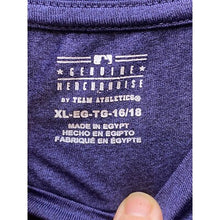 GENUINE
MERCHANDISE
BY TEAM ATHLETICS®
XL-EG-TG-16/18
MADE IN EGYPT
HECHO EN EGIPTO
FABRIQUÉ EN ÉGYPTE